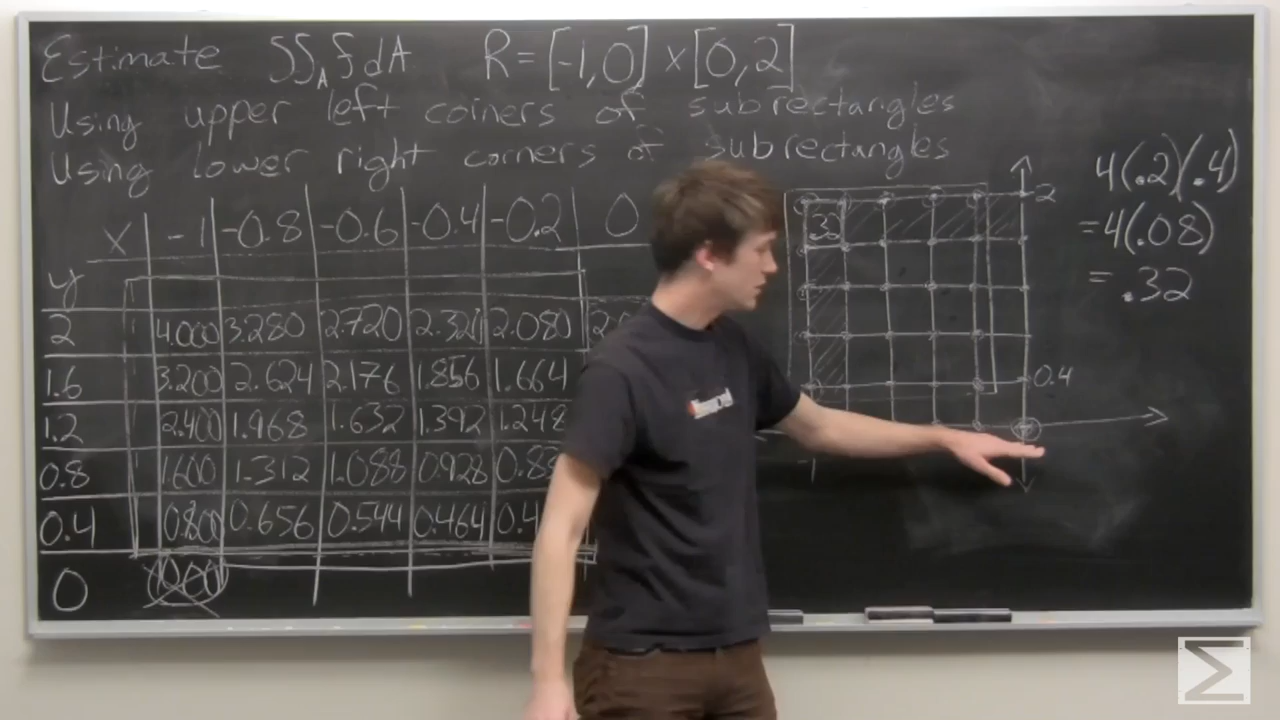 Estimate ∬_A f dA R = [-1,0] x [0,2]
Using upper left corners of subrectangles
Using lower right corners of subrectangles
x -1 -0.8 -0.6 -0.4 -0.2 0
y
2 4.000 3.280 2.720 2.320 2.080
1.6 3.200 2.624 2.176 1.856 1.664
1.2 2.400 1.968 1.632 1.392 1.248
0.8 1.600 1.312 1.088 0.928
0.4 0.800 0.656 0.544 0.464
0
.32
2
0.4
-1
4(.2)(.4)
=4(.08)
= .32
Σ